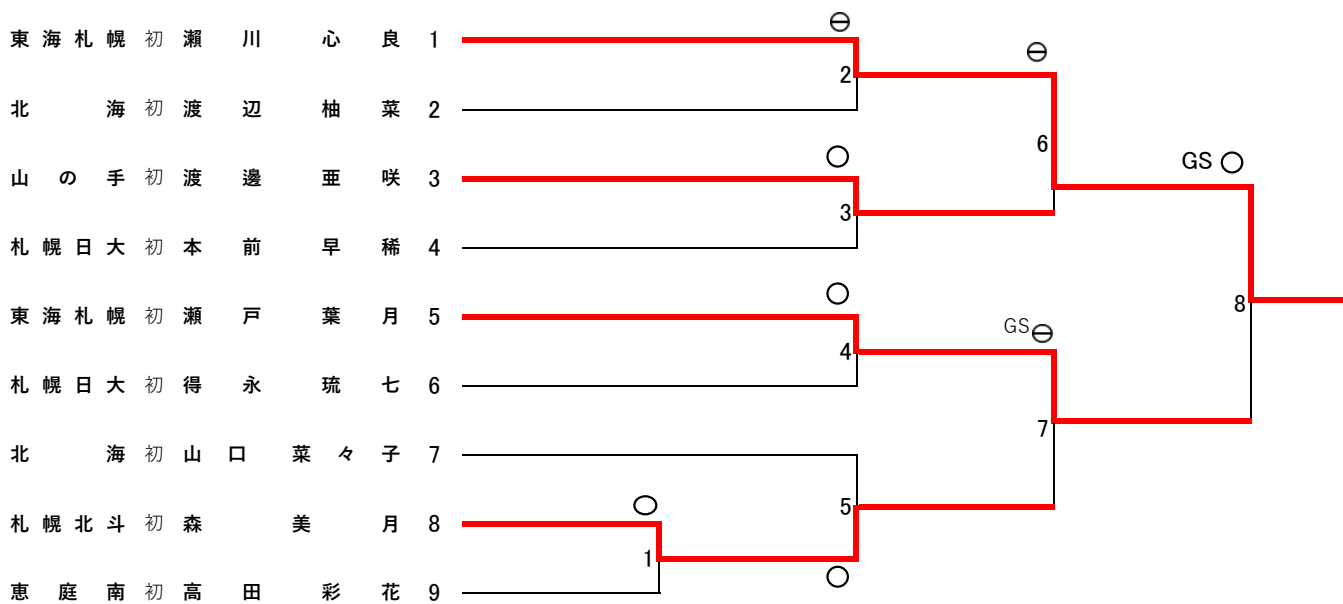 東海札幌 初 瀬川 心良 1
2
北海 初 渡辺 柚菜 2
6
山の手 初 渡邊 亜咲 3
GS
3
札幌日大 初 本前 早稀 4
8
東海札幌 初 瀬戸 葉月 5
GS
4
札幌日大 初 得永 琉七 6
7
北海 初 山口 菜々子 7
5
札幌北斗 初 森 美月 8
1
恵庭南 初 高田 彩花 9